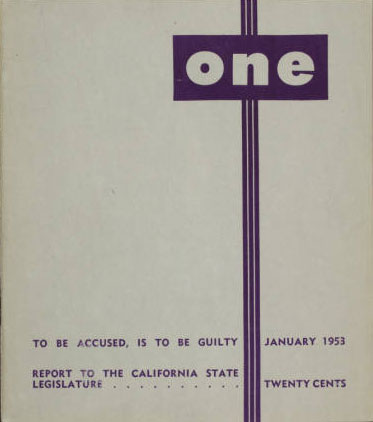 one
TO BE ACCUSED, IS TO BE GUILTY JANUARY 1953
REPORT TO THE CALIFORNIA STATE
LEGISLATURE . . . . . . . . . . TWENTY CENTS